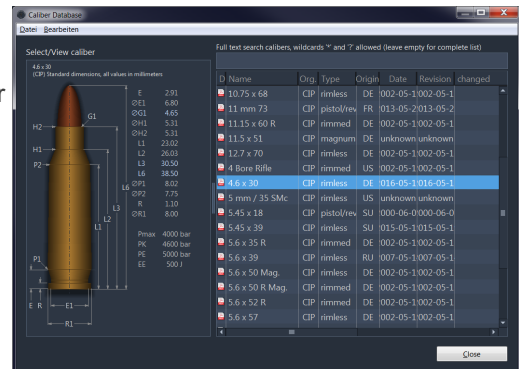 Caliber Database
Datei Bearbeiten
Select/View caliber
Full text search calibers, wildcards '*' and '?' allowed (leave empty for complete list)
4.6 x 30
(CIP) Standard dimensions, all values in millimeters
E 2.91
∅E1 6.80
∅G1 4.65
∅H1 5.31
∅H2 5.31
L1 23.02
L2 26.03
L3 30.50
L6 38.50
∅P1 8.02
∅P2 7.75
R 1.10
∅R1 8.00
Pmax 4000 bar
PK 4600 bar
PE 5000 bar
EE 500 J
G1
H2
H1
P2
L6
L3
L2
L1
P1
E R E1
R1
D Name Org. Type Origin Date Revision changed
10.75 x 68 CIP rimless DE 002-05-1 002-05-1
11 mm 73 CIP pistol/rev FR 013-05-2 013-05-2
11.15 x 60 R CIP rimmed DE 002-05-1 002-05-1
11.5 x 51 CIP magnum DE unknown unknown
12.7 x 70 CIP rimless DE 002-05-1 002-05-1
4 Bore Rifle CIP rimmed US 002-05-1 002-05-1
4.6 x 30 CIP rimless DE 016-05-1 016-05-1
5 mm / 35 SMc CIP rimless US unknown unknown
5.45 x 18 CIP pistol/rev SU 000-06-0 000-06-0
5.45 x 39 CIP rimless SU 015-05-1 015-05-1
5.6 x 35 R CIP rimmed DE 002-05-1 002-05-1
5.6 x 39 CIP rimless RU 007-05-1 007-05-1
5.6 x 50 Mag. CIP rimless DE 002-05-1 002-05-1
5.6 x 50 R Mag. CIP rimmed DE 002-05-1 002-05-1
5.6 x 52 R CIP rimmed DE 002-05-1 002-05-1
5.6 x 57 CIP rimless DE 002-05-1 002-05-1
Close